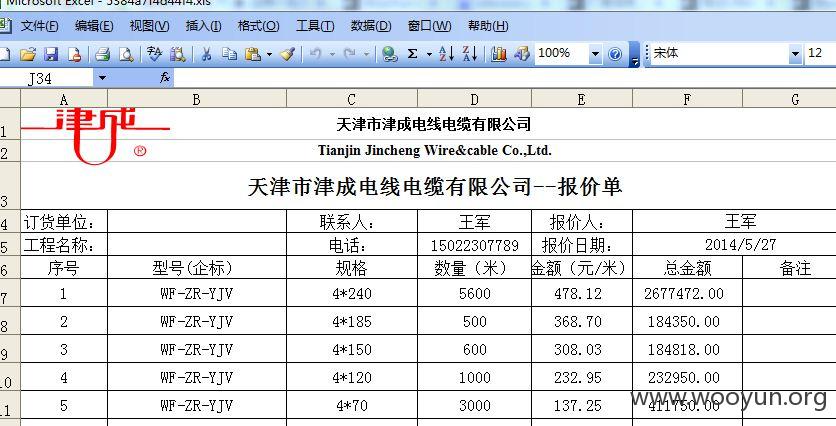 Microsoft Excel - 5384a7f4d44f4.xls
文件(F) 编辑(E) 视图(V) 插入(I) 格式(O) 工具(T) 数据(D) 窗口(W) 帮助(H)
Σ 100% 宋体 12
J34 fx
A B C D E F G
1 津成 ® 天津市津成电线电缆有限公司
2 Tianjin Jincheng Wire&cable Co.,Ltd.
3 天津市津成电线电缆有限公司--报价单
4 订货单位: 联系人: 王军 报价人: 王军
5 工程名称: 电话: 15022307789 报价日期: 2014/5/27
6 序号 型号(企标) 规格 数量(米) 金额(元/米) 总金额 备注
7 1 WF-ZR-YJV 4*240 5600 478.12 2677472.00
8 2 WF-ZR-YJV 4*185 500 368.70 184350.00
9 3 WF-ZR-YJV 4*150 600 308.03 184818.00
10 4 WF-ZR-YJV 4*120 1000 232.95 232950.00
11 5 WF-ZR-YJV 4*70 3000 137.25 411750.00
www.wooyun.org